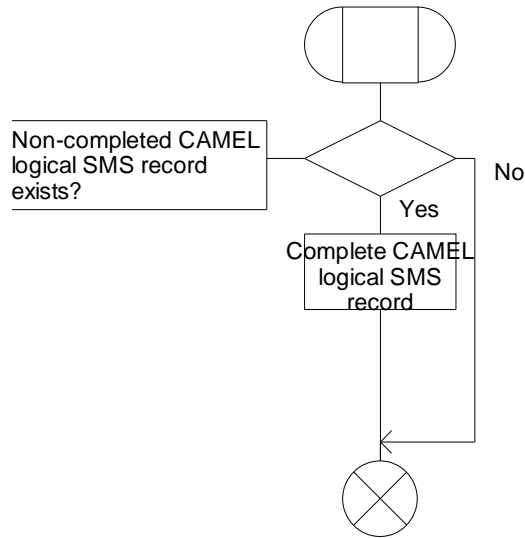 Non-completed CAMEL
logical SMS record
exists?
No
Yes
Complete CAMEL
logical SMS
record